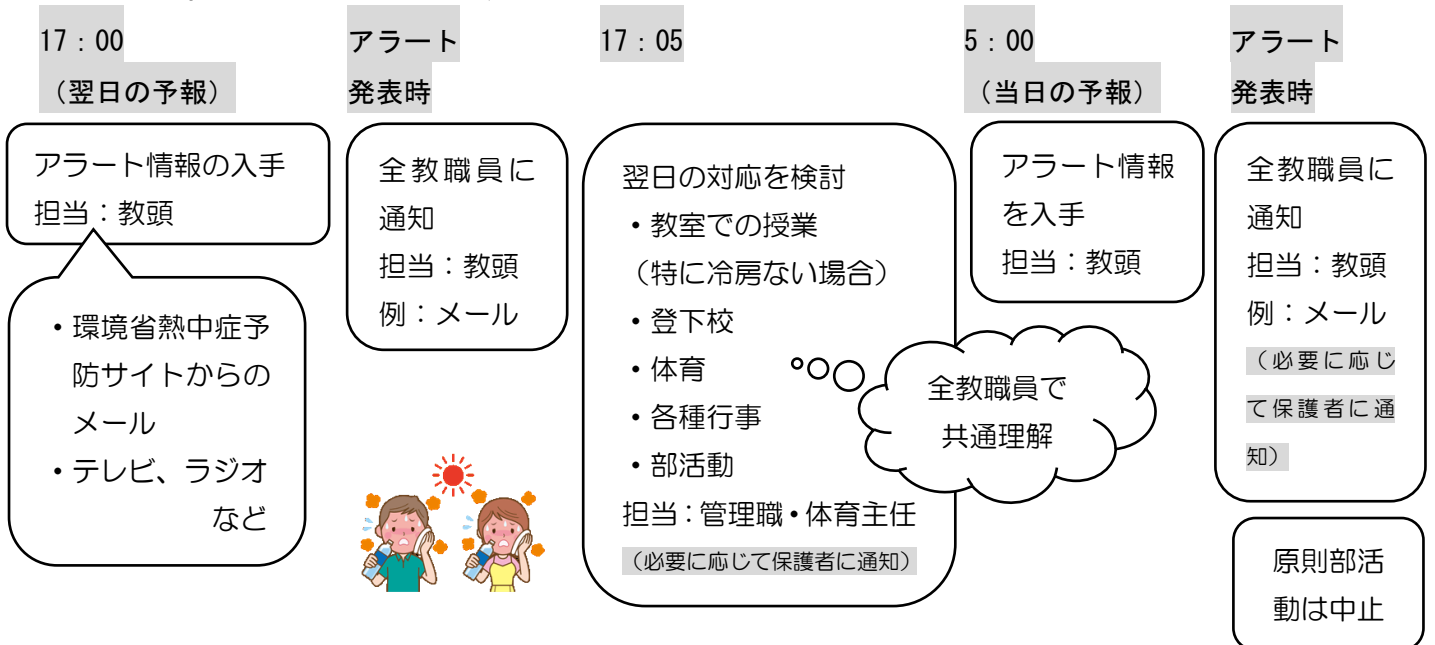 17：00
（翌日の予報）
アラート情報の入手
担当：教頭
・環境省熱中症予
防サイトからの
メール
・テレビ、ラジオ
など
アラート
発表時
全教職員に
通知
担当：教頭
例：メール
17：05
翌日の対応を検討
・教室での授業
（特に冷房ない場合）
・登下校
・体育
・各種行事
・部活動
担当：管理職・体育主任
（必要に応じて保護者に通知）
全教職員で
共通理解
5：00
（当日の予報）
アラート情報
を入手
担当：教頭
アラート
発表時
全教職員に
通知
担当：教頭
例：メール
（必要に応じ
て保護者に通
知）
原則部活
動は中止